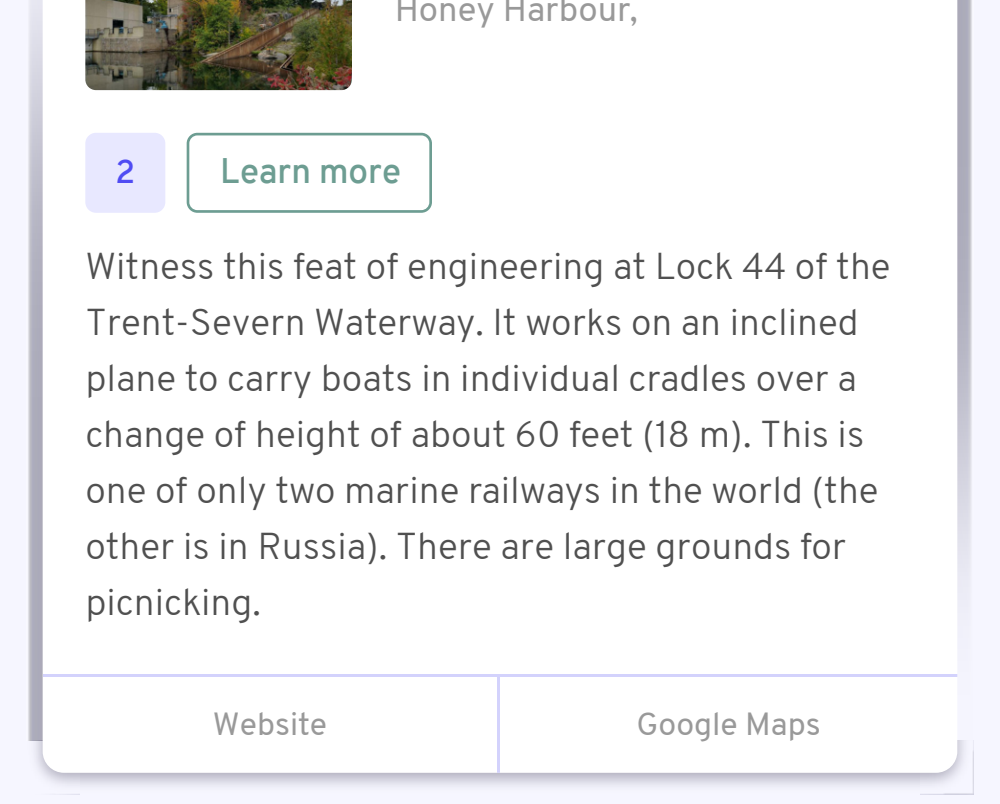 Honey Harbour,
2
Learn more
Witness this feat of engineering at Lock 44 of the
Trent-Severn Waterway. It works on an inclined
plane to carry boats in individual cradles over a
change of height of about 60 feet (18 m). This is
one of only two marine railways in the world (the
other is in Russia). There are large grounds for
picnicking.
Website
Google Maps